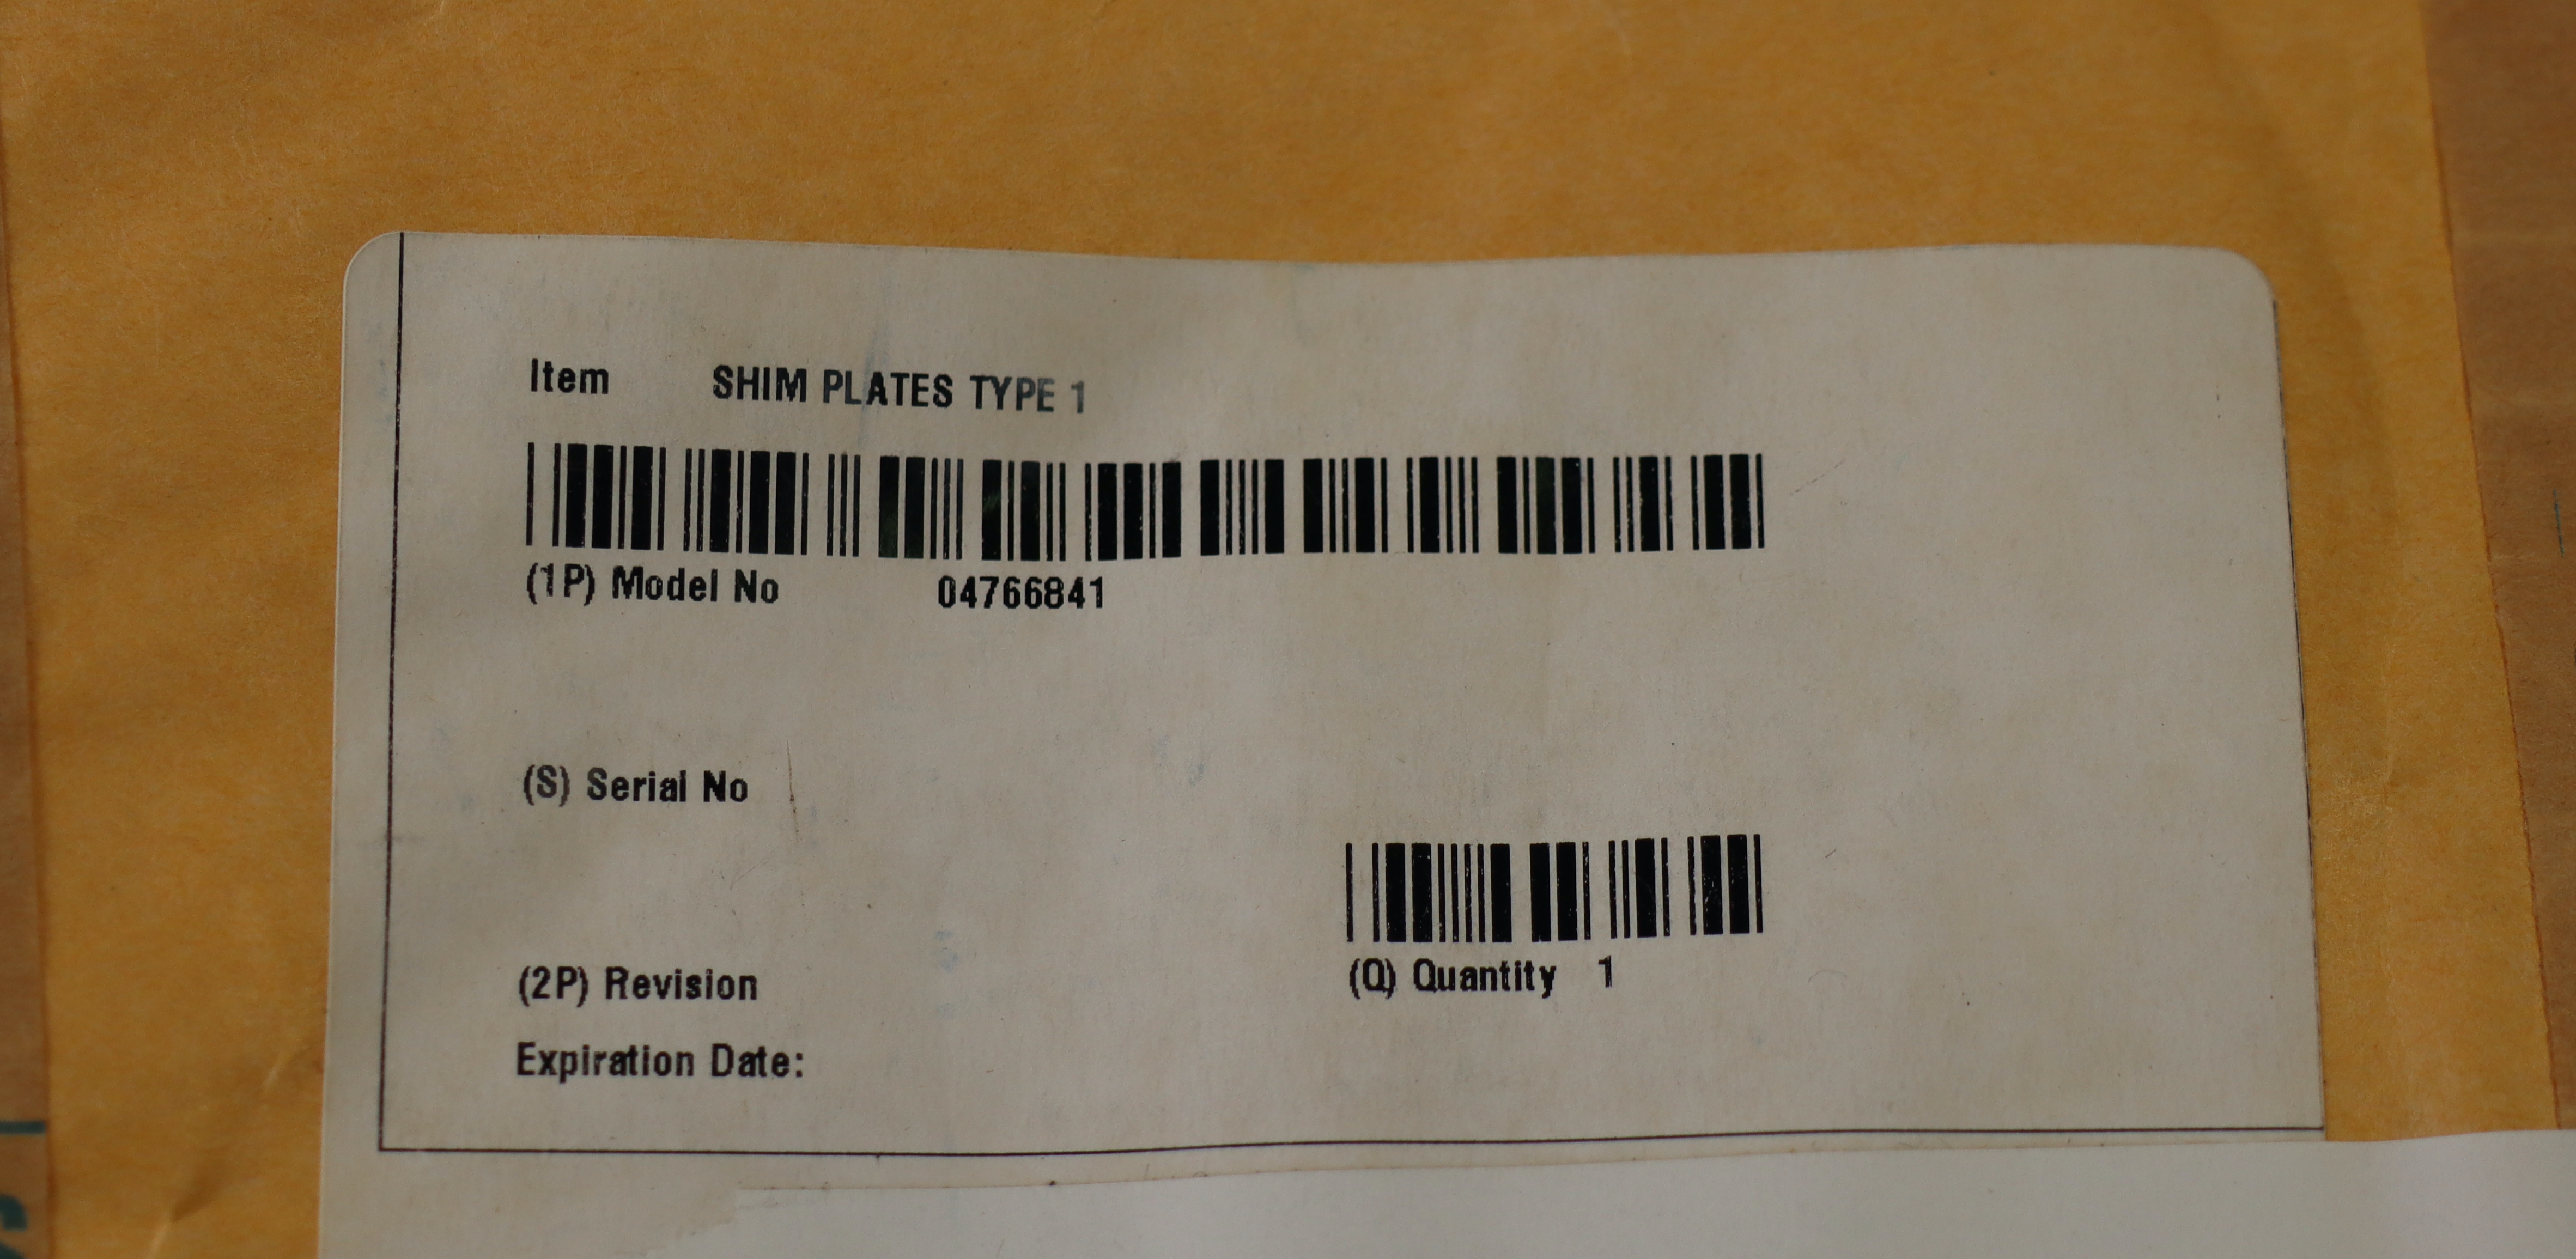 Item SHIM PLATES TYPE 1
(1P) Model No 04766841
(S) Serial No
(2P) Revision
(Q) Quantity 1
Expiration Date: